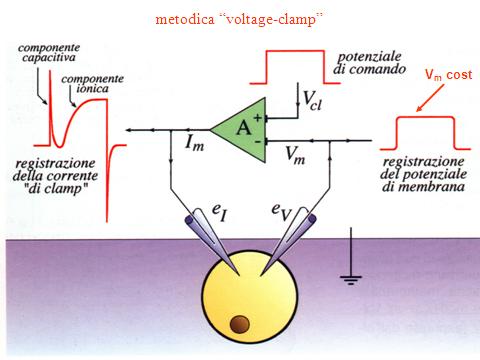 metodica “voltage-clamp”
componente
capacitiva
componente
ionica
registrazione
della corrente
"di clamp"
potenziale
di comando
Vcl
A
+
-
Im
Vm
Vm cost
registrazione
del potenziale
di membrana
eI
eV